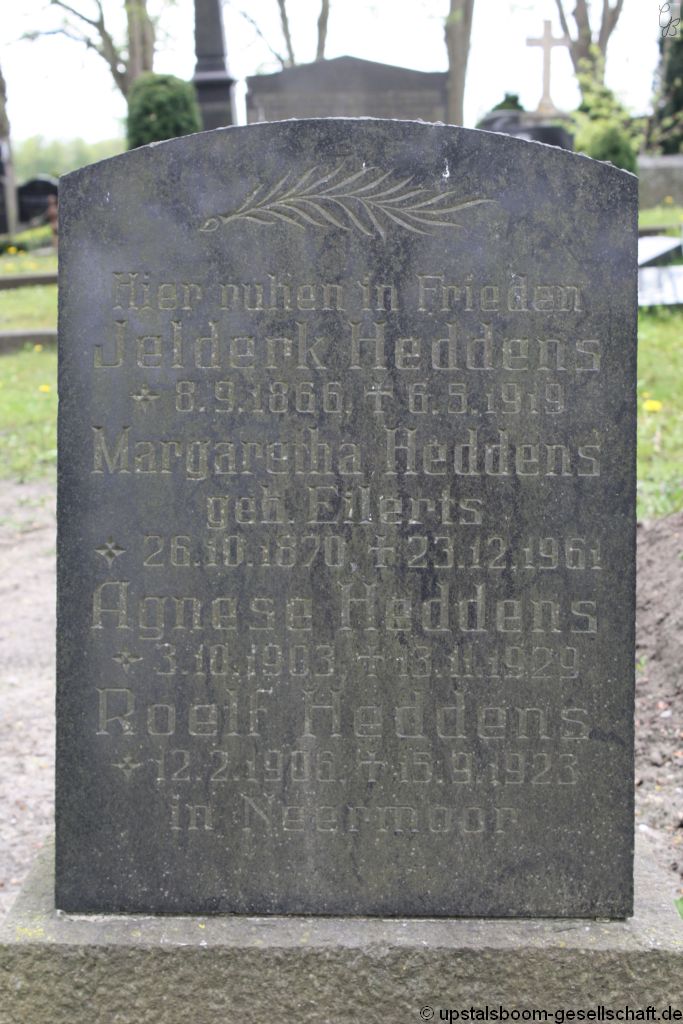 Hier ruhen in Frieden
Jelderk Heddens
* 8.9.1866. † 6.5.1919
Margaretha Heddens
geb. Eilerts
* 26.10.1870. † 23.12.1961
Agnese Heddens
* 3.10.1903. † 13.11.1929
Roelf Heddens
* 12.2.1906. † 15.9.1923
in Neermoor
© upstalsboom-gesellschaft.de